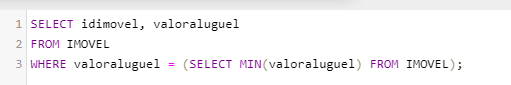 1 SELECT idimovel, valoraluguel
2 FROM IMOVEL
3 WHERE valoraluguel = (SELECT MIN(valoraluguel) FROM IMOVEL);